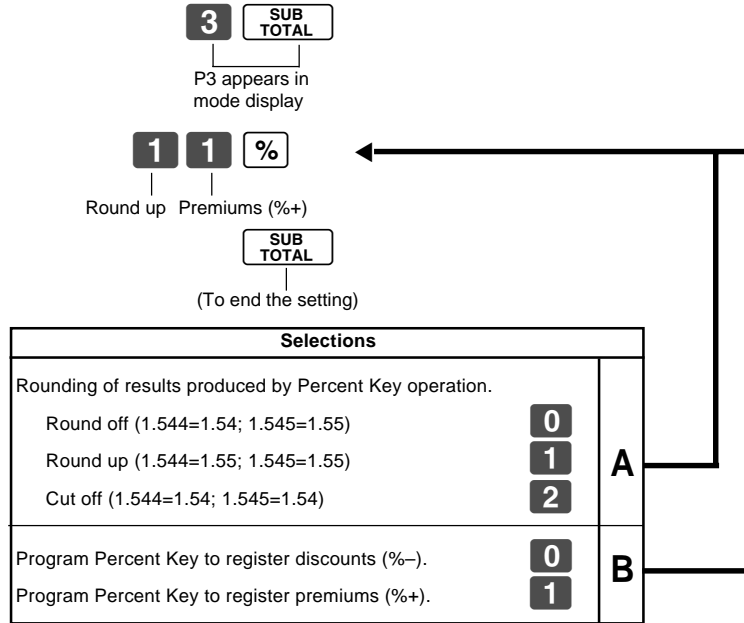 3 SUB TOTAL
P3 appears in
mode display
1 1 %
Round up Premiums (%+)
SUB TOTAL
(To end the setting)
Selections
Rounding of results produced by Percent Key operation.
Round off (1.544=1.54; 1.545=1.55) 0
Round up (1.544=1.55; 1.545=1.55) 1
Cut off (1.544=1.54; 1.545=1.54) 2
A
Program Percent Key to register discounts (%–). 0
Program Percent Key to register premiums (%+). 1
B